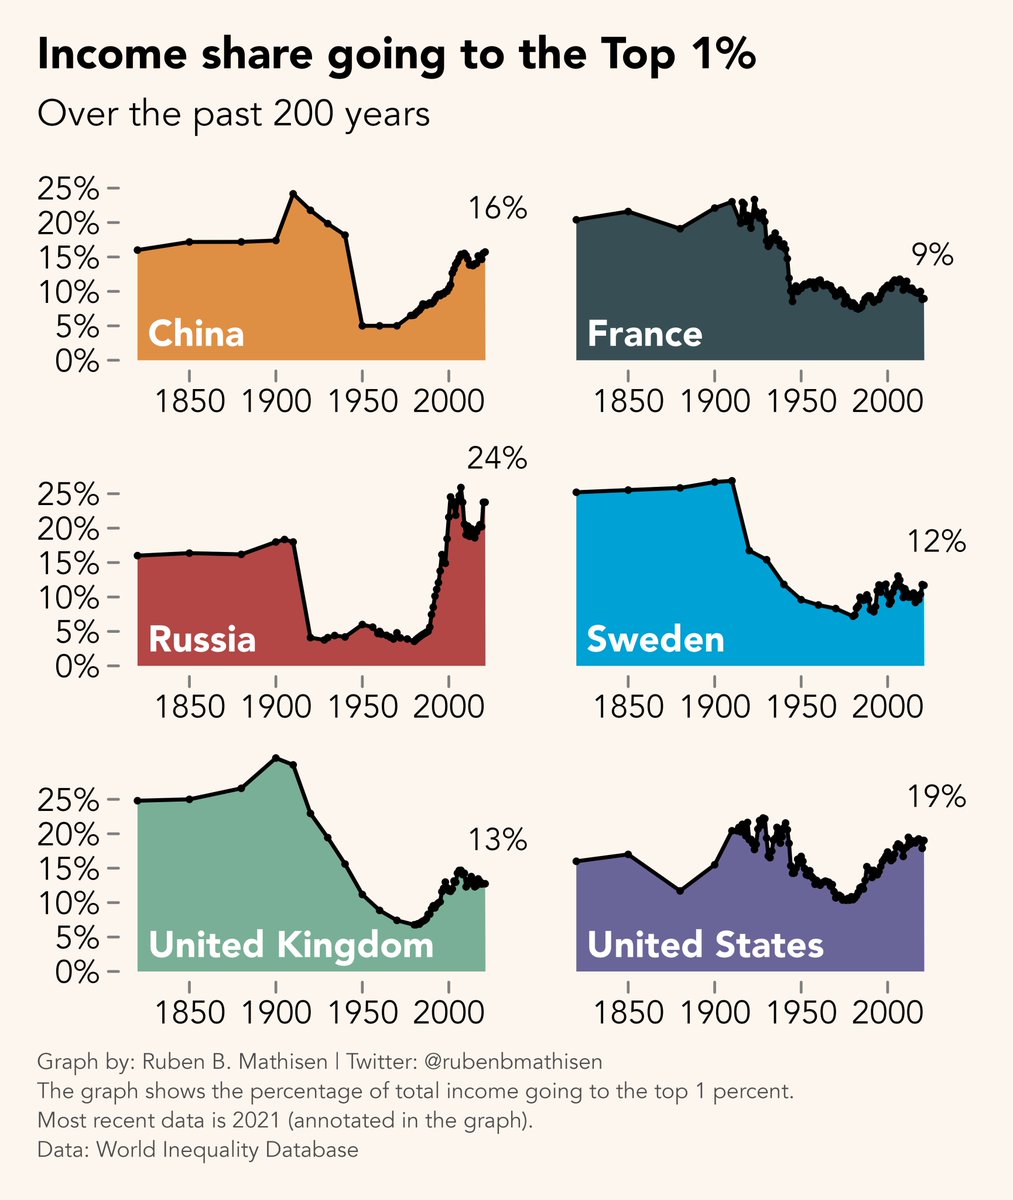 Income share going to the Top 1%
Over the past 200 years
25%
20%
15%
10%
5%
0%
16%
China
1850 1900 1950 2000
9%
France
1850 1900 1950 2000
25%
20%
15%
10%
5%
0%
24%
Russia
1850 1900 1950 2000
12%
Sweden
1850 1900 1950 2000
25%
20%
15%
10%
5%
0%
13%
United Kingdom
1850 1900 1950 2000
19%
United States
1850 1900 1950 2000
Graph by: Ruben B. Mathisen | Twitter: @rubenbmathisen
The graph shows the percentage of total income going to the top 1 percent.
Most recent data is 2021 (annotated in the graph).
Data: World Inequality Database